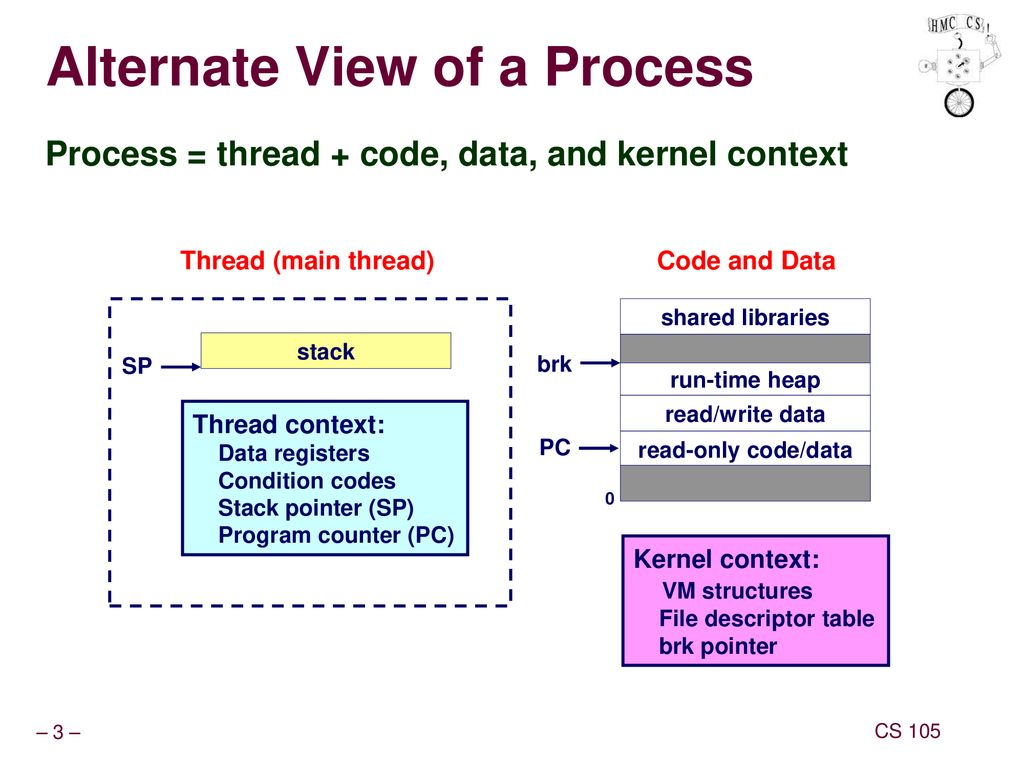 HMC CS!
Alternate View of a Process
Process = thread + code, data, and kernel context
Thread (main thread)
SP
stack
Thread context:
Data registers
Condition codes
Stack pointer (SP)
Program counter (PC)
Code and Data
shared libraries
brk
run-time heap
read/write data
PC
read-only code/data
0
Kernel context:
VM structures
File descriptor table
brk pointer
– 3 –
CS 105